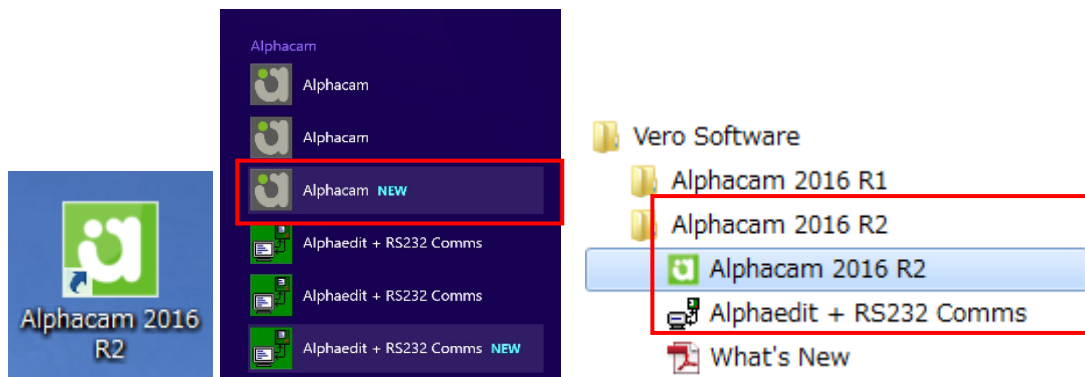 Alphacam 2016
R2
Alphacam
Alphacam
Alphacam
Alphacam NEW
Alphaedit + RS232 Comms
Alphaedit + RS232 Comms
Alphaedit + RS232 Comms NEW
Vero Software
Alphacam 2016 R1
Alphacam 2016 R2
Alphacam 2016 R2
Alphaedit + RS232 Comms
What's New